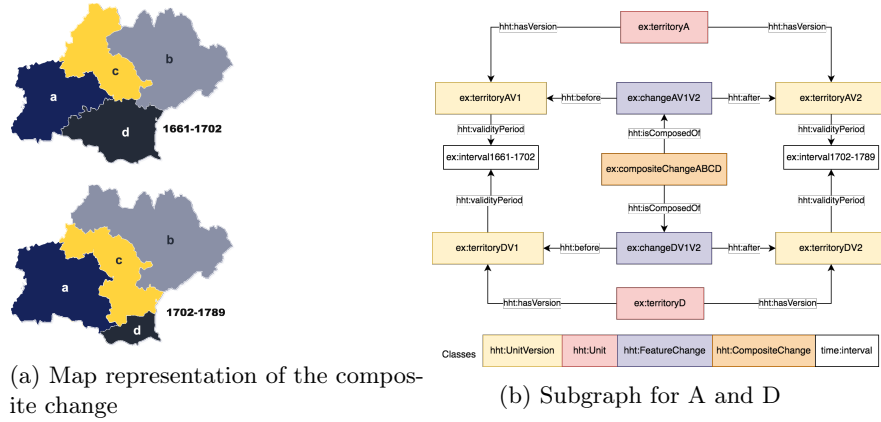 b
c
a
d
1661-1702
b
c
a
1702-1789
d
(a) Map representation of the compos-
ite change
ex:territoryA
hht:hasVersion
hht:hasVersion
ex:territoryAV1
hht:before
ex:changeAV1V2
hht:after
ex:territoryAV2
hht:validityPeriod
hht:isComposedOf
hht:validityPeriod
ex:interval1661-1702
ex:compositeChangeABCD
ex:interval1702-1789
hht:validityPeriod
hht:isComposedOf
hht:validityPeriod
ex:territoryDV1
hht:before
ex:changeDV1V2
hht:after
ex:territoryDV2
hht:hasVersion
ex:territoryD
hht:hasVersion
Classes
hht:UnitVersion
hht:Unit
hht:FeatureChange
hht:CompositeChange
time:interval
(b) Subgraph for A and D